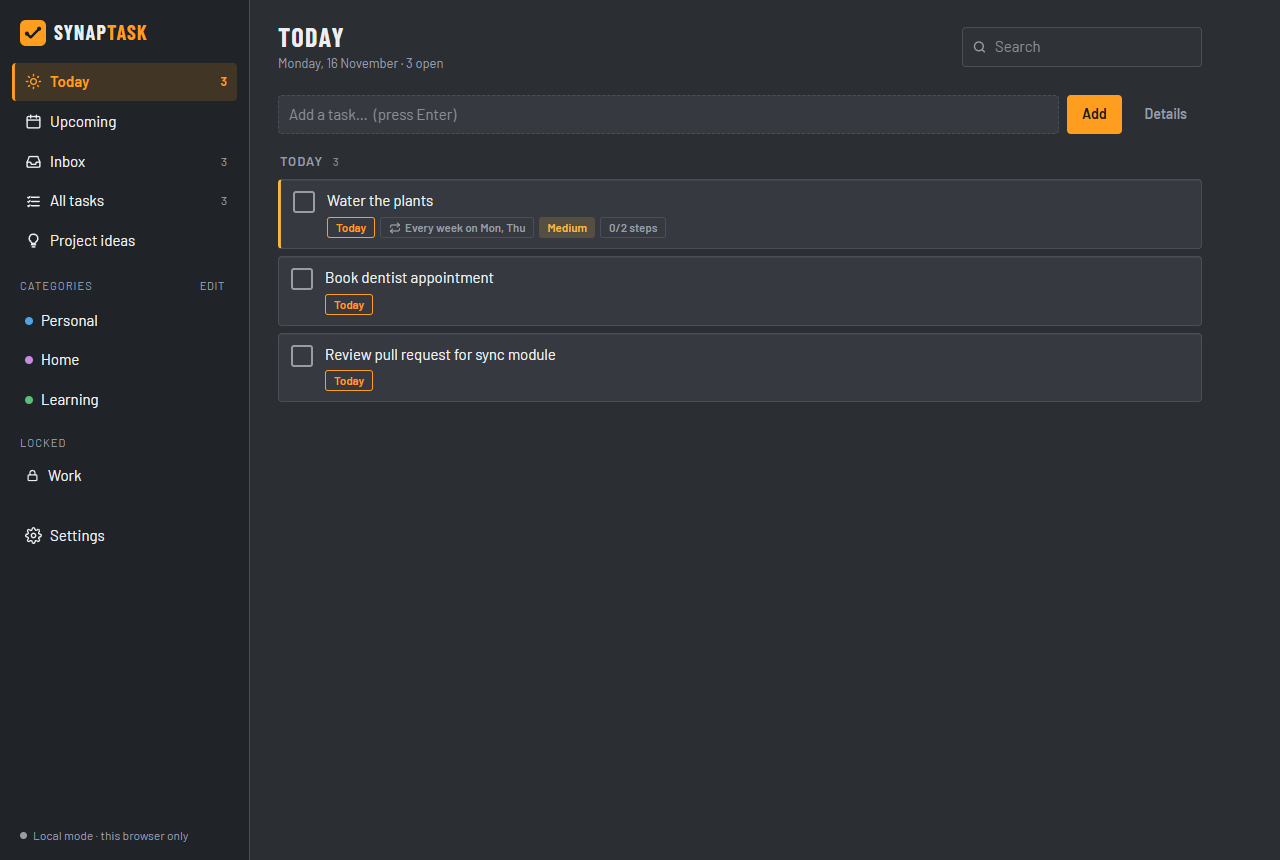 SYNAPTASK
Today 3
Upcoming
Inbox 3
All tasks 3
Project ideas
CATEGORIES EDIT
Personal
Home
Learning
LOCKED
Work
Settings
Local mode · this browser only
TODAY
Monday, 16 November · 3 open
Search
Add a task… (press Enter)
Add
Details
TODAY 3
Water the plants
Today Every week on Mon, Thu Medium 0/2 steps
Book dentist appointment
Today
Review pull request for sync module
Today